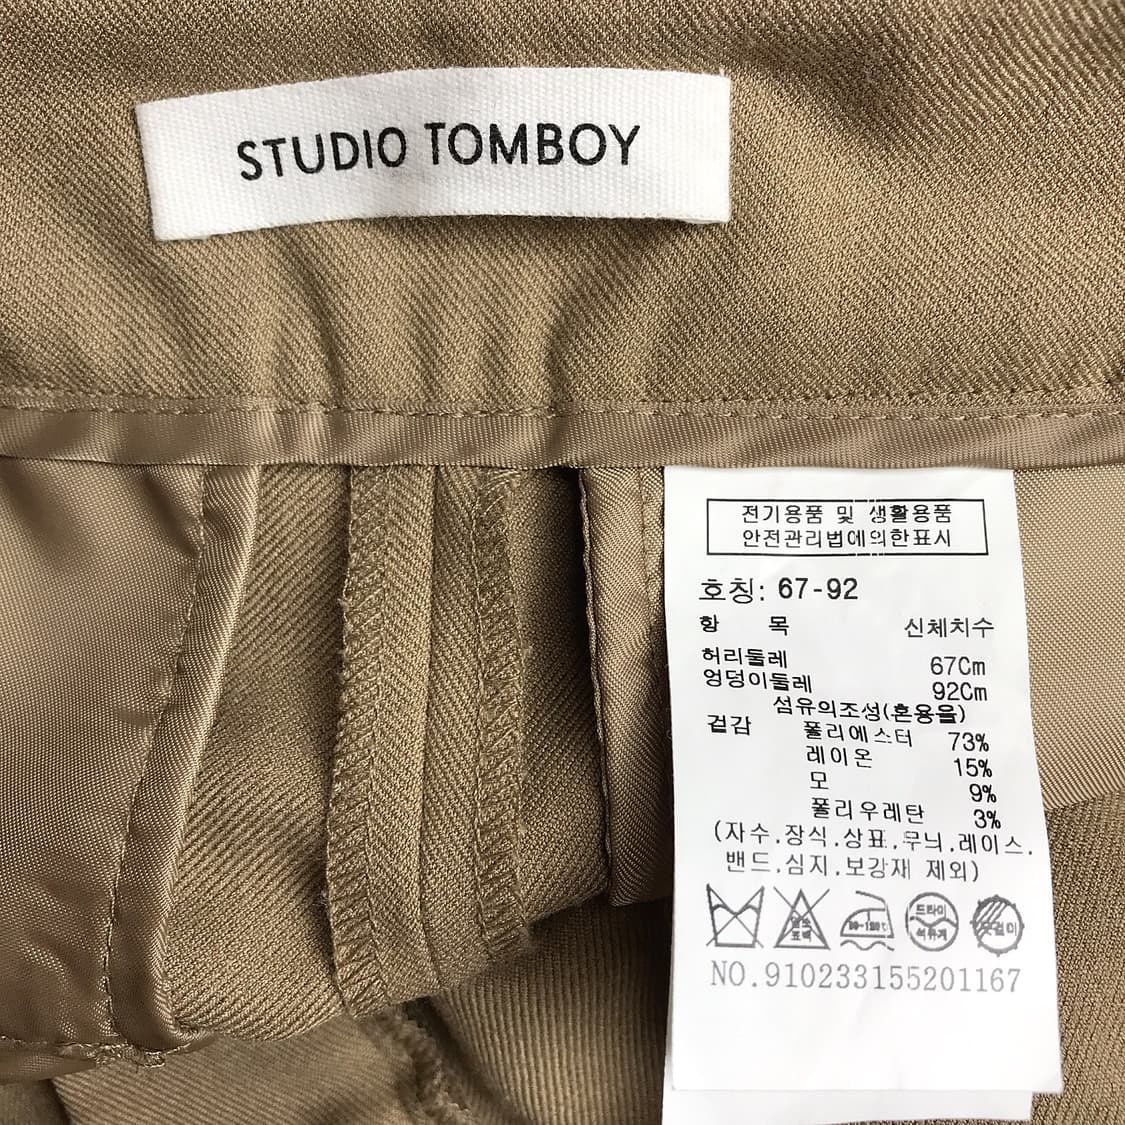 STUDIO TOMBOY
전기용품 및 생활용품
안전관리법에의한표시
호칭: 67-92
항 목 신체치수
허리둘레 67Cm
엉덩이둘레 92Cm
섬유의조성(혼용율)
겉감 폴리에스터 73%
레이온 15%
모 9%
폴리우레탄 3%
(자수.장식.상표.무늬.레이스.
밴드.심지.보강재 제외)
표백
드라이
석유계
NO.910233155201167